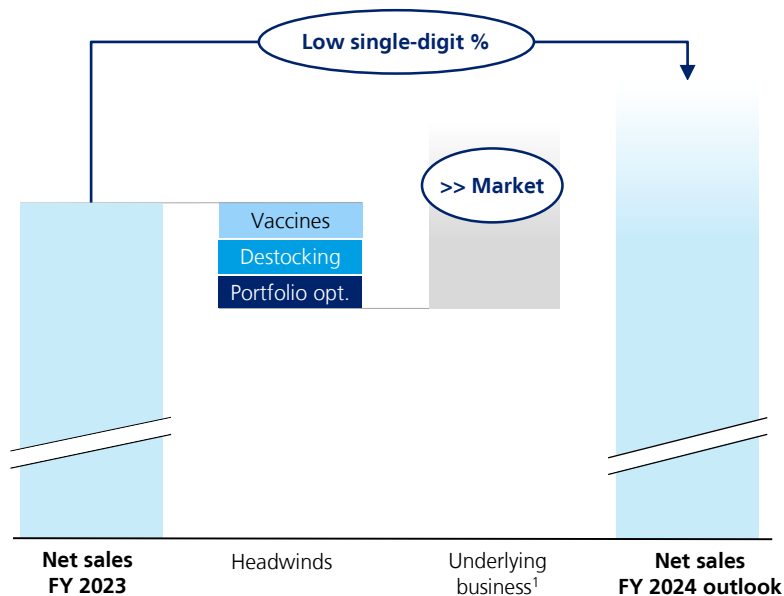 Low single-digit %
>> Market
Vaccines
Destocking
Portfolio opt.
Net sales
FY 2023
Headwinds
Underlying
business¹
Net sales
FY 2024 outlook